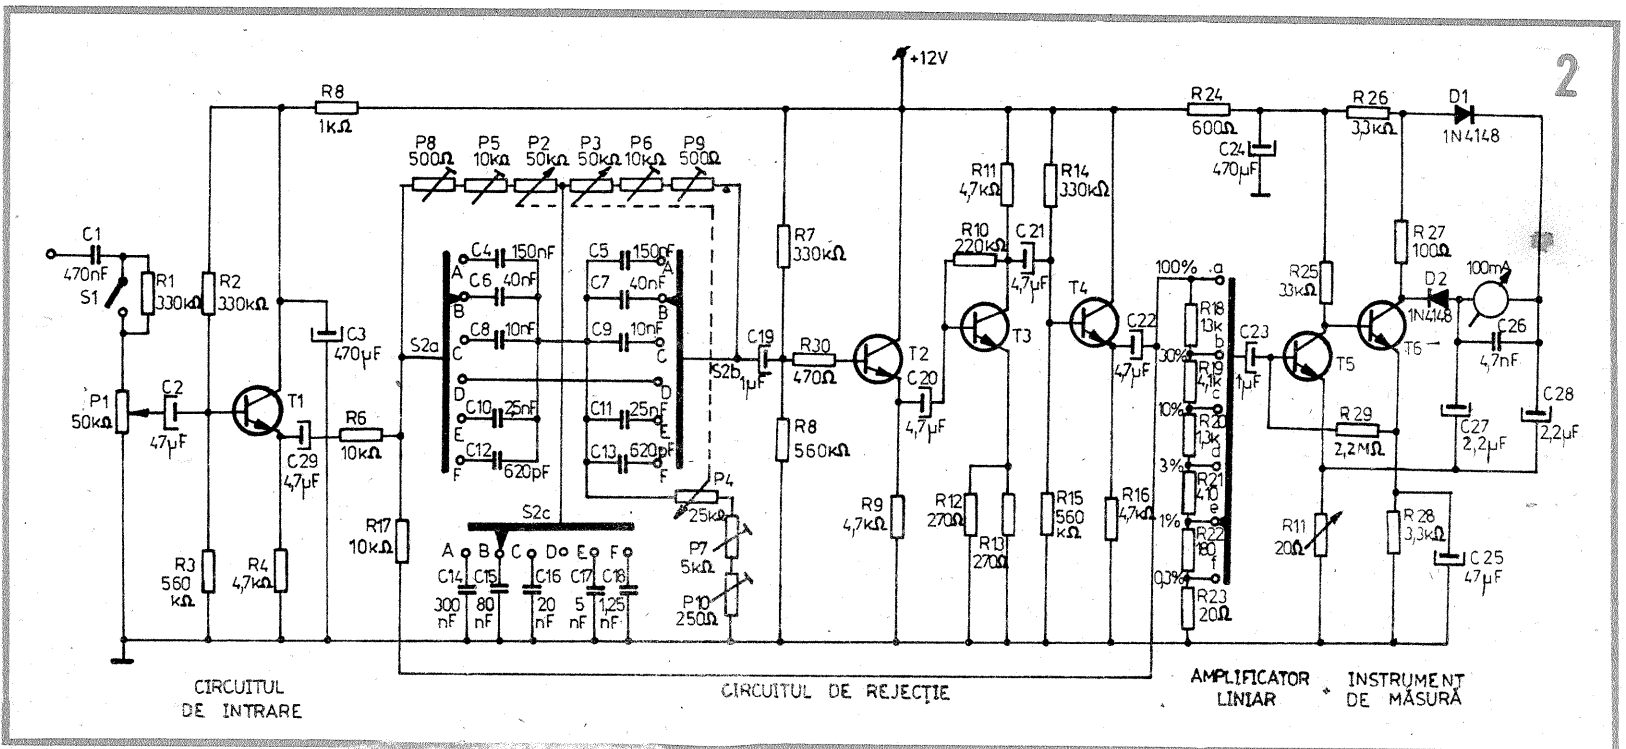 2
+12V
R8
1kΩ
R24
600Ω
R26
3,3kΩ
D1
1N4148
P8
500Ω
P5
10kΩ
P2
50kΩ
P3
50kΩ
P6
10kΩ
P9
500Ω
C24
470µF
R11
4,7kΩ
R14
330kΩ
C1
470nF
S1
R1
330kΩ
R2
330kΩ
C3
470µF
C4
150nF
A
C6
40nF
B
C8
10nF
C
D
C10
25nF
E
C12
620pF
F
C5
150nF
A
C7
40nF
B
C9
10nF
C
D
C11
25nF
E
C13
620pF
F
S2a
S2b
R7
330kΩ
R10
220kΩ
C21
4,7µF
100%
a
R18
13k
30%
b
R19
4,1k
10%
c
R20
1,3k
3%
d
R21
410
1%
e
R22
180
0,3%
f
R23
20Ω
R27
100Ω
R25
33kΩ
D2
1N4148
100mA
C26
4,7nF
T4
T3
C19
1µF
R30
470Ω
T2
C22
4,7µF
C23
1µF
T5
T6
P1
50kΩ
C2
47µF
T1
C29
4,7µF
R6
10kΩ
C20
4,7µF
R29
2,2MΩ
C27
2,2µF
C28
2,2µF
R8
560kΩ
P4
25kΩ
R17
10kΩ
S2c
A
B
C
D
E
F
C14
300
nF
C15
80
nF
C16
20
nF
C17
5
nF
C18
1,25
nF
P7
5kΩ
P10
250Ω
R9
4,7kΩ
R12
270Ω
R13
270Ω
R15
560
kΩ
R16
4,7kΩ
R11
20Ω
R28
3,3kΩ
C25
47µF
R3
560
kΩ
R4
4,7kΩ
CIRCUITUL
DE INTRARE
CIRCUITUL DE REJECŢIE
AMPLIFICATOR
LINIAR
INSTRUMENT
DE MĂSURĂ